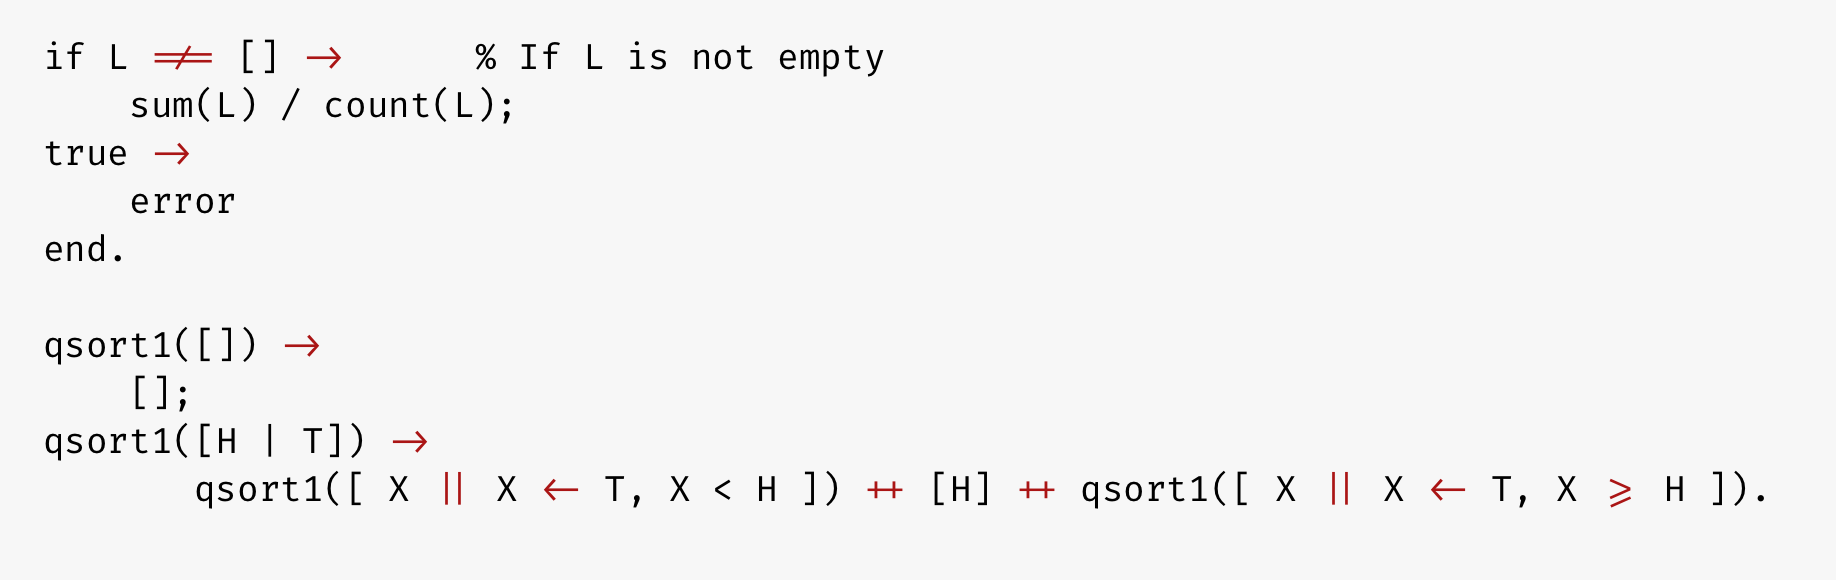 if L =/= [] ->      % If L is not empty
    sum(L) / count(L);
true ->
    error
end.

qsort1([]) ->
    [];
qsort1([H | T]) ->
       qsort1([ X || X <- T, X < H ]) ++ [H] ++ qsort1([ X || X <- T, X >= H ]).